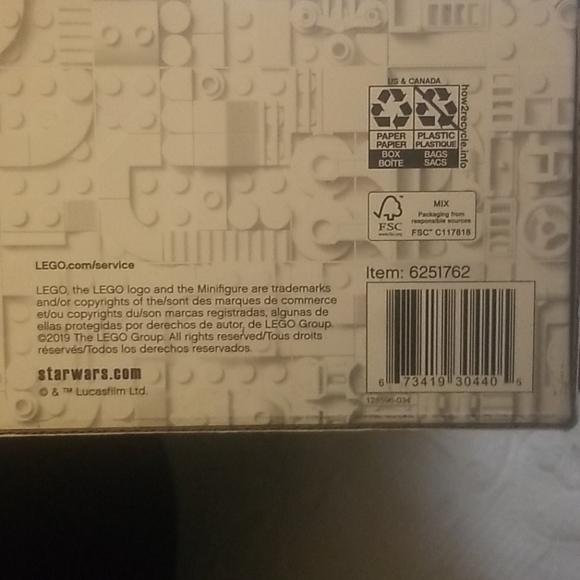 US & CANADA
PAPER
PAPIER
BOX
BOÎTE
PLASTIC
PLASTIQUE
BAGS
SACS
how2recycle.info
FSC
www.fsc.org
MIX
Packaging from
responsible sources
FSC™ C117818
LEGO.com/service
LEGO, the LEGO logo and the Minifigure are trademarks
and/or copyrights of the/sont des marques de commerce
et/ou copyrights du/son marcas registradas, algunas de
ellas protegidas por derechos de autor, de LEGO Group.
©2019 The LEGO Group. All rights reserved/Tous droits
réservés/Todos los derechos reservados.
starwars.com
© & ™ Lucasfilm Ltd.
Item: 6251762
6 73419 30440 6